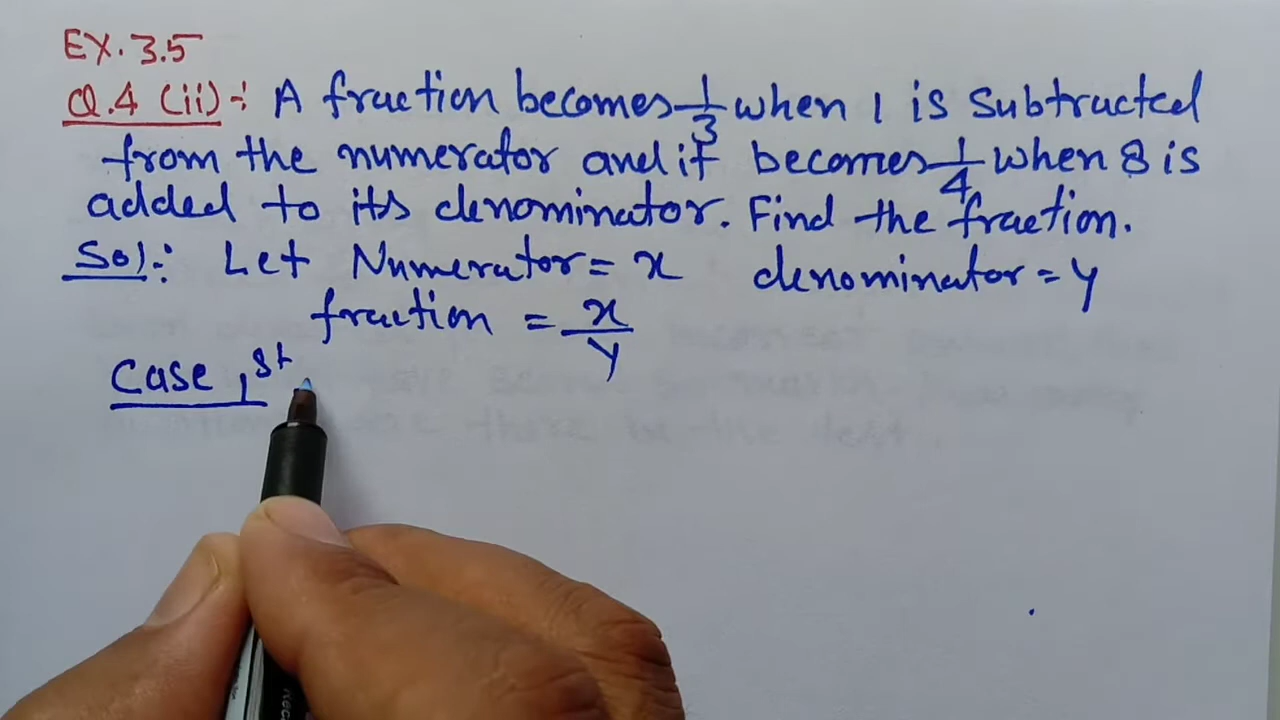 EX. 3.5
Q.4 (ii) :- A fraction becomes 1/3 when 1 is subtracted
from the numerator and it becomes 1/4 when 8 is
added to its denominator. Find the fraction.
Sol :- Let Numerator = x denominator = y
fraction = x/y
Case 1st